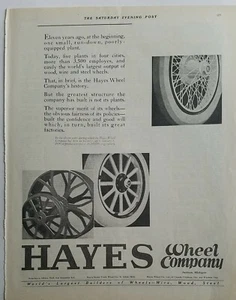 THE SATURDAY EVENING POST
Eleven years ago, at the beginning,
one small, run-down, poorly-
equipped plant.
Today, five plants in four cities,
more than 3,500 employes, and
easily the world's largest output of
wood, wire and steel wheels.
That, in brief, is the Hayes Wheel
Company's history.
But the greatest structure the
company has built is not its plants.
The superior merit of its wheels—
the obvious fairness of its policies—
built the confidence and good will
which, in turn, built its great
factories.
HAYES Wheel
Company
Jackson, Michigan
World's Largest Builders of Wheels—Wire, Wood, Steel